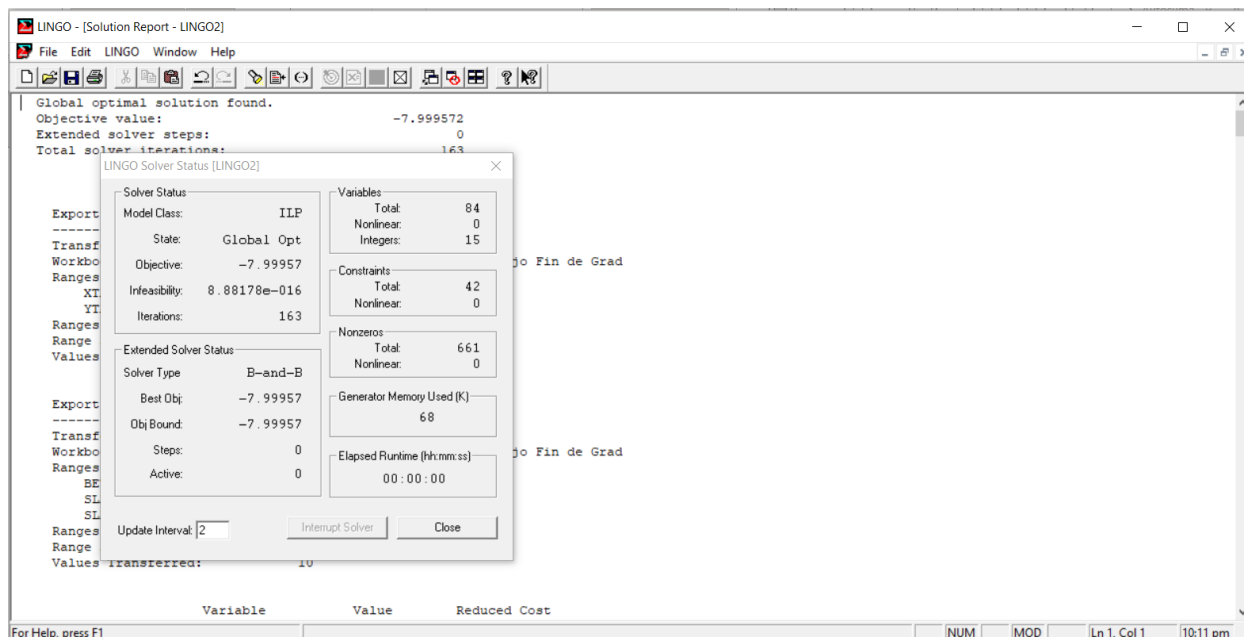 LINGO - [Solution Report - LINGO2]
File Edit LINGO Window Help
Global optimal solution found.
Objective value: -7.999572
Extended solver steps: 0
Total solver iterations: 163
LINGO Solver Status [LINGO2]
Solver Status
Model Class: ILP
State: Global Opt
Objective: -7.99957
Infeasibility: 8.88178e-016
Iterations: 163
Extended Solver Status
Solver Type B-and-B
Best Obj: -7.99957
Obj Bound: -7.99957
Steps: 0
Active: 0
Update Interval: 2
Variables
Total: 84
Nonlinear: 0
Integers: 15
Constraints
Total: 42
Nonlinear: 0
Nonzeros
Total: 661
Nonlinear: 0
Generator Memory Used (K)
68
Elapsed Runtime (hh:mm:ss)
00:00:00
Interrupt Solver
Close
Export
------
Transf
Workbo jo Fin de Grad
Ranges
XT
YT
Ranges
Range
Values
Export
------
Transf
Workbo jo Fin de Grad
Ranges
BE
SL
SL
Ranges
Range
Values Transferred: 10
Variable Value Reduced Cost
For Help, press F1
NUM MOD Ln 1, Col 1 10:11 pm